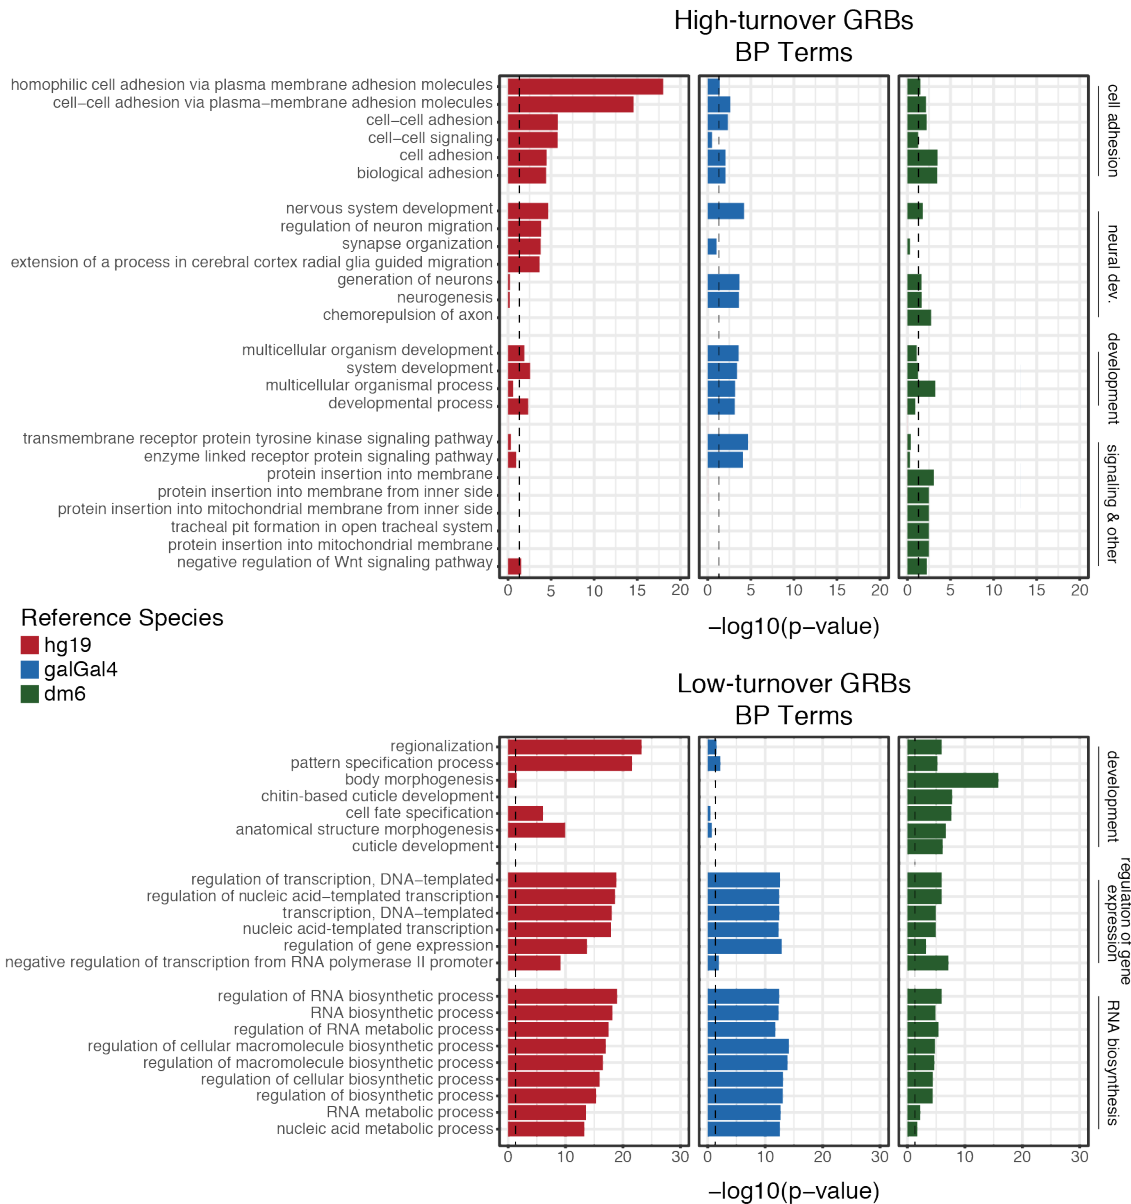 High-turnover GRBs
BP Terms
homophilic cell adhesion via plasma membrane adhesion molecules
cell−cell adhesion via plasma−membrane adhesion molecules
cell−cell adhesion
cell−cell signaling
cell adhesion
biological adhesion
cell adhesion
nervous system development
regulation of neuron migration
synapse organization
extension of a process in cerebral cortex radial glia guided migration
generation of neurons
neurogenesis
chemorepulsion of axon
neural dev.
multicellular organism development
system development
multicellular organismal process
developmental process
development
transmembrane receptor protein tyrosine kinase signaling pathway
enzyme linked receptor protein signaling pathway
protein insertion into membrane
protein insertion into membrane from inner side
protein insertion into mitochondrial membrane from inner side
tracheal pit formation in open tracheal system
protein insertion into mitochondrial membrane
negative regulation of Wnt signaling pathway
signaling & other
0 5 10 15 20 0 5 10 15 20 0 5 10 15 20
−log10(p−value)
Reference Species
hg19
galGal4
dm6
Low-turnover GRBs
BP Terms
regionalization
pattern specification process
body morphogenesis
chitin-based cuticle development
cell fate specification
anatomical structure morphogenesis
cuticle development
development
regulation of transcription, DNA−templated
regulation of nucleic acid−templated transcription
transcription, DNA−templated
nucleic acid-templated transcription
regulation of gene expression
negative regulation of transcription from RNA polymerase II promoter
regulation of gene
expression
regulation of RNA biosynthetic process
RNA biosynthetic process
regulation of RNA metabolic process
regulation of cellular macromolecule biosynthetic process
regulation of macromolecule biosynthetic process
regulation of cellular biosynthetic process
regulation of biosynthetic process
RNA metabolic process
nucleic acid metabolic process
RNA biosynthesis
0 10 20 30 0 10 20 30 0 10 20 30
−log10(p−value)